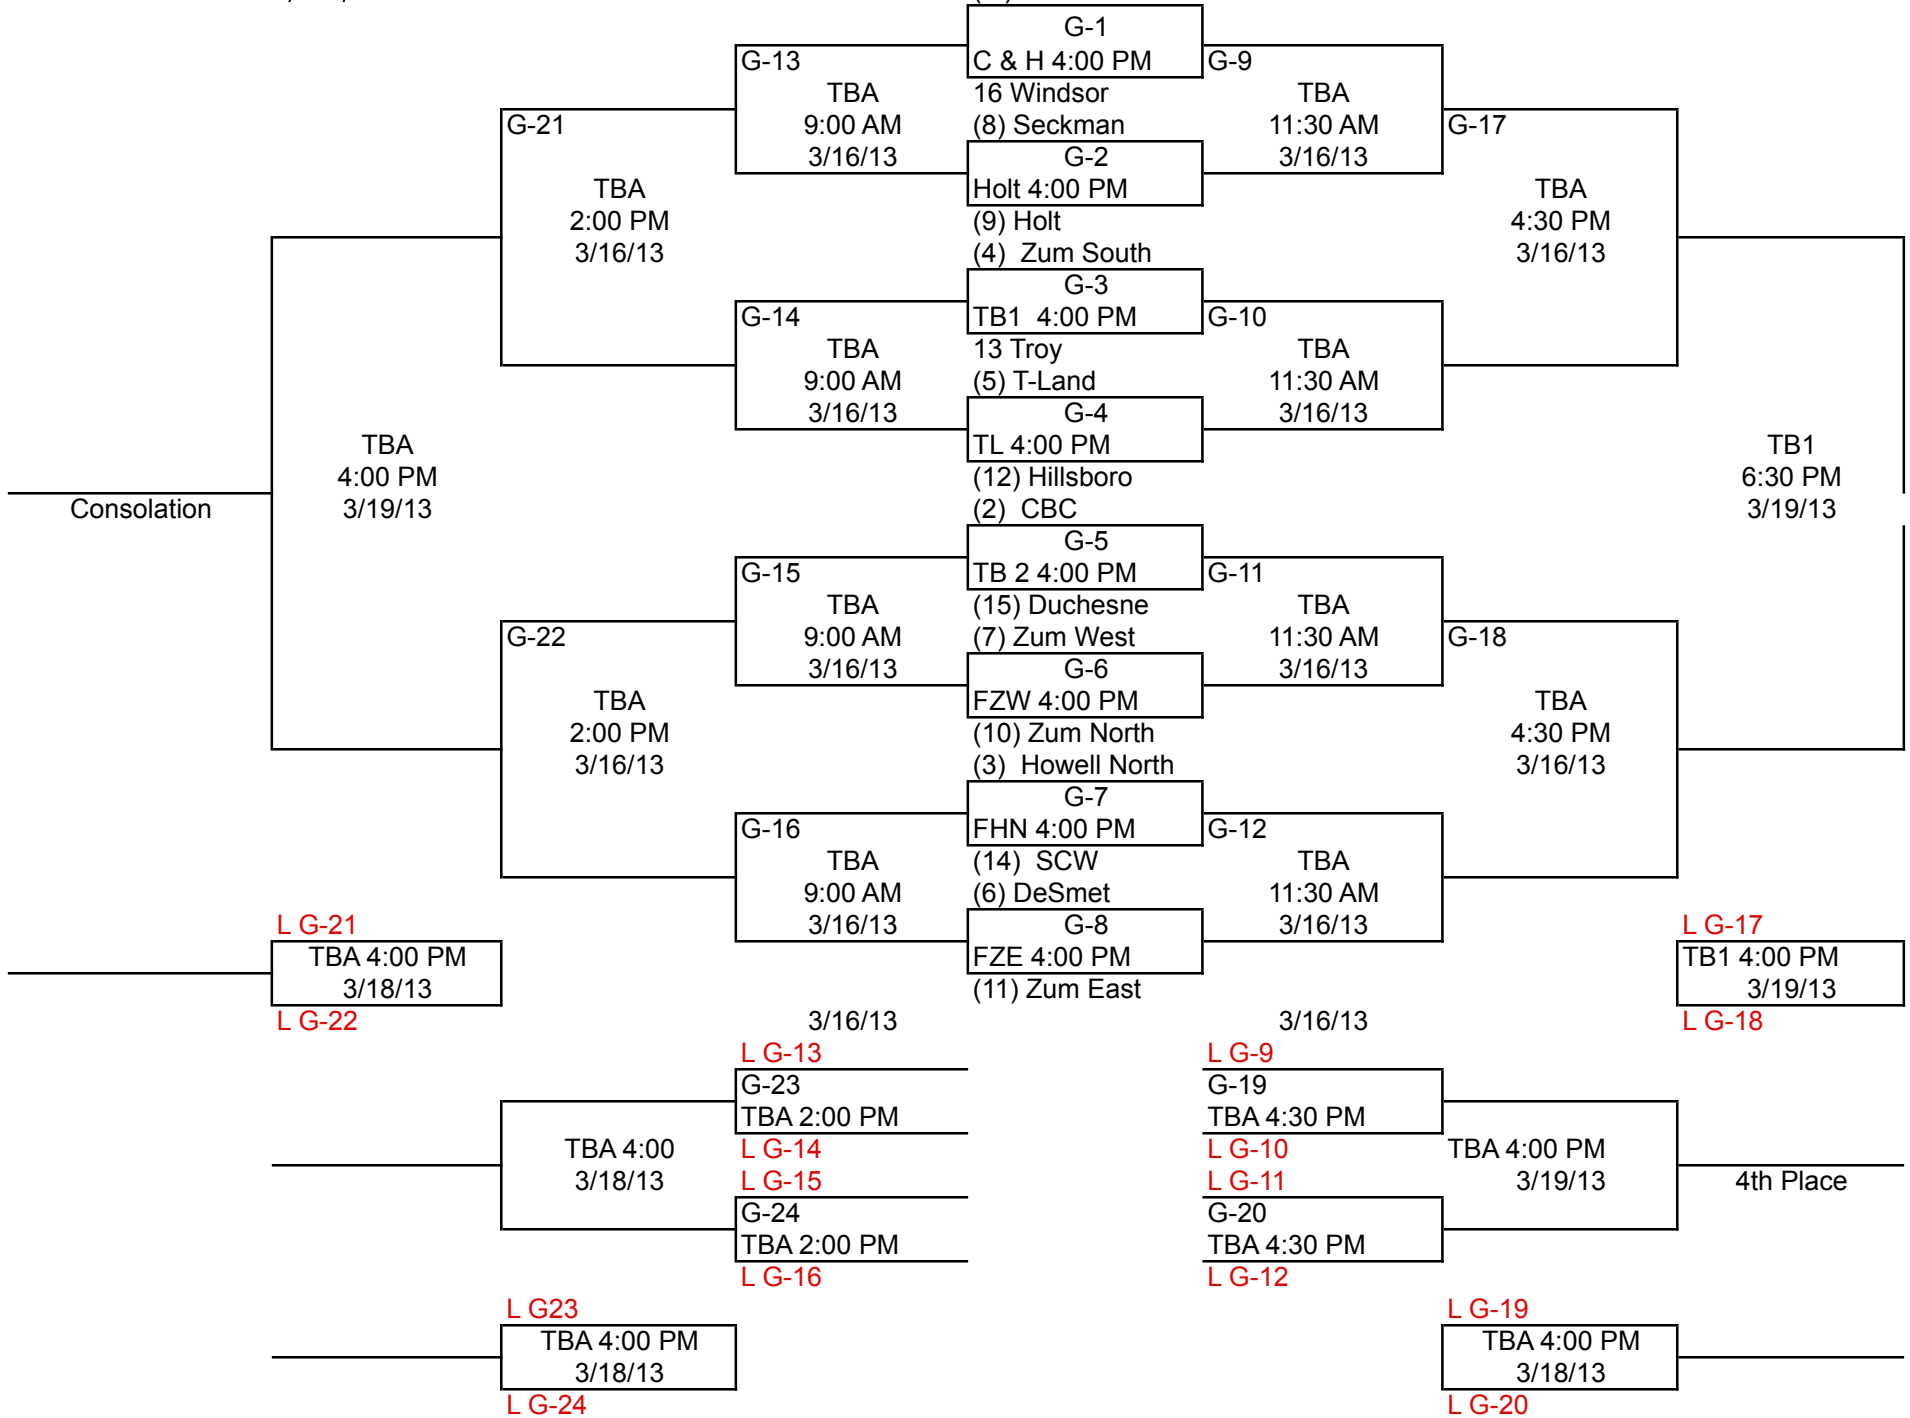 G-1
G-13
C & H 4:00 PM
G-9
TBA
16 Windsor
TBA
G-21
9:00 AM
(8) Seckman
11:30 AM
G-17
3/16/13
G-2
3/16/13
TBA
Holt 4:00 PM
TBA
2:00 PM
(9) Holt
4:30 PM
3/16/13
(4) Zum South
3/16/13
G-3
G-14
TB1 4:00 PM
G-10
TBA
13 Troy
TBA
9:00 AM
(5) T-Land
11:30 AM
3/16/13
G-4
3/16/13
TBA
TL 4:00 PM
TB1
4:00 PM
(12) Hillsboro
6:30 PM
Consolation
3/19/13
(2) CBC
3/19/13
G-5
G-15
TB 2 4:00 PM
G-11
TBA
(15) Duchesne
TBA
G-22
9:00 AM
(7) Zum West
11:30 AM
G-18
3/16/13
G-6
3/16/13
TBA
FZW 4:00 PM
TBA
2:00 PM
(10) Zum North
4:30 PM
3/16/13
(3) Howell North
3/16/13
G-7
G-16
FHN 4:00 PM
G-12
TBA
(14) SCW
TBA
9:00 AM
(6) DeSmet
11:30 AM
L G-21
3/16/13
G-8
3/16/13
L G-17
TBA 4:00 PM
FZE 4:00 PM
TB1 4:00 PM
3/18/13
(11) Zum East
3/19/13
L G-22
3/16/13
3/16/13
L G-18
L G-13
L G-9
G-23
G-19
TBA 2:00 PM
TBA 4:30 PM
TBA 4:00
L G-14
L G-10
TBA 4:00 PM
3/18/13
L G-15
L G-11
3/19/13
4th Place
G-24
G-20
TBA 2:00 PM
TBA 4:30 PM
L G-16
L G-12
L G23
L G-19
TBA 4:00 PM
TBA 4:00 PM
3/18/13
3/18/13
L G-24
L G-20